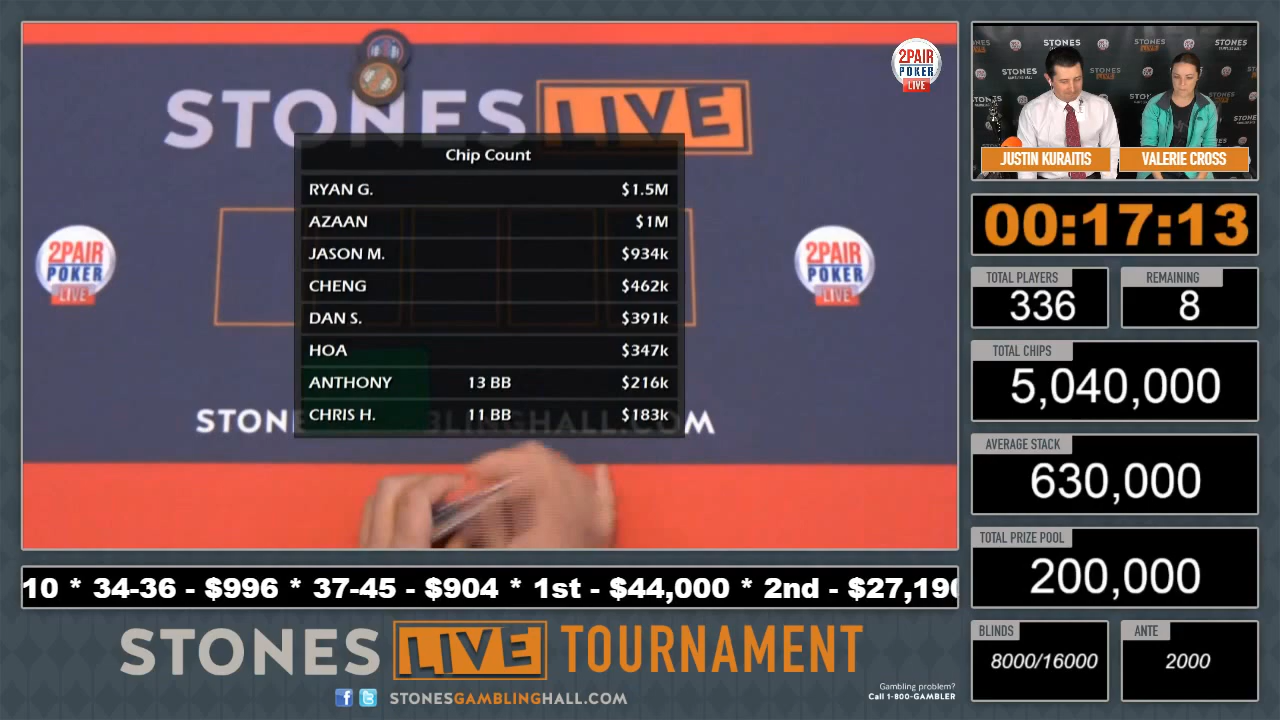 2PAIR
POKER
LIVE
STONES LIVE
Chip Count
RYAN G. $1.5M
AZAAN $1M
JASON M. $934k
CHENG $462k
DAN S. $391k
HOA $347k
ANTHONY 13 BB $216k
CHRIS H. 11 BB $183k
2PAIR
POKER
LIVE
2PAIR
POKER
LIVE
STONES
STONES
JUSTIN KURAITIS
VALERIE CROSS
00:17:13
TOTAL PLAYERS
336
REMAINING
8
TOTAL CHIPS
5,040,000
AVERAGE STACK
630,000
TOTAL PRIZE POOL
200,000
BLINDS
8000/16000
ANTE
2000
10 * 34-36 - $996 * 37-45 - $904 * 1st - $44,000 * 2nd - $27,190
STONES LIVE TOURNAMENT
STONESGAMBLINGHALL.COM
Gambling problem?
Call 1-800-GAMBLER